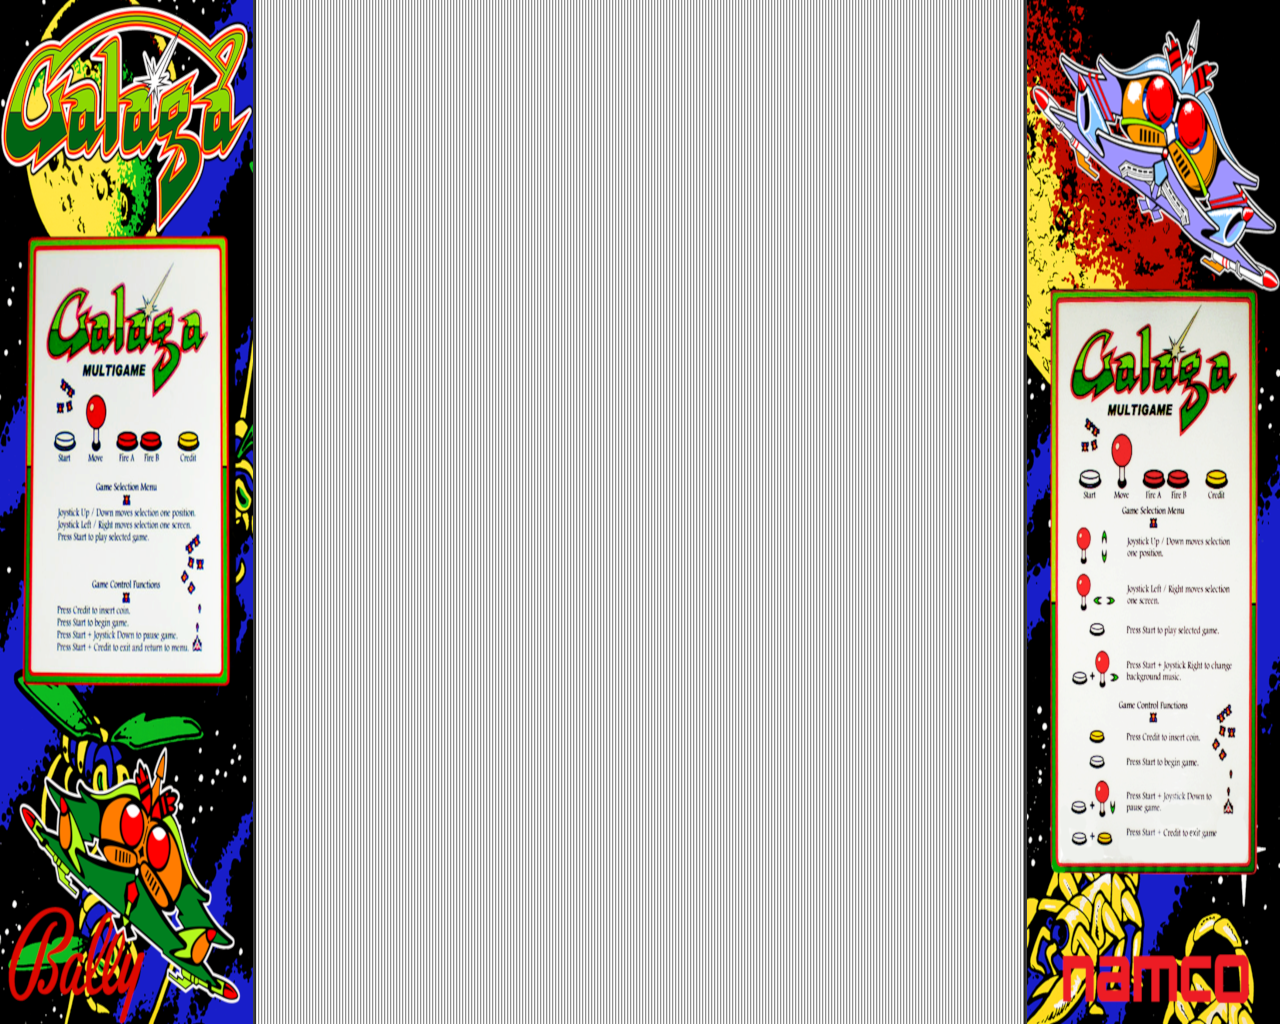 Galaga
Galaga
MULTIGAME
Start Move Fire A Fire B Credit
Game Selection Menu
Joystick Up / Down moves selection one position.
Joystick Left / Right moves selection one screen.
Press Start to play selected game.
Game Control Functions
Press Credit to insert coin.
Press Start to begin game.
Press Start + Joystick Down to pause game.
Press Start + Credit to exit and return to menu.
Bally
Galaga
MULTIGAME
Start Move Fire A Fire B Credit
Game Selection Menu
Joystick Up / Down moves selection
one position.
Joystick Left / Right moves selection
one screen.
Press Start to play selected game.
+
Press Start + Joystick Right to change
background music.
Game Control Functions
Press Credit to insert coin.
Press Start to begin game.
+
Press Start + Joystick Down to
pause game.
+
Press Start + Credit to exit game
namco